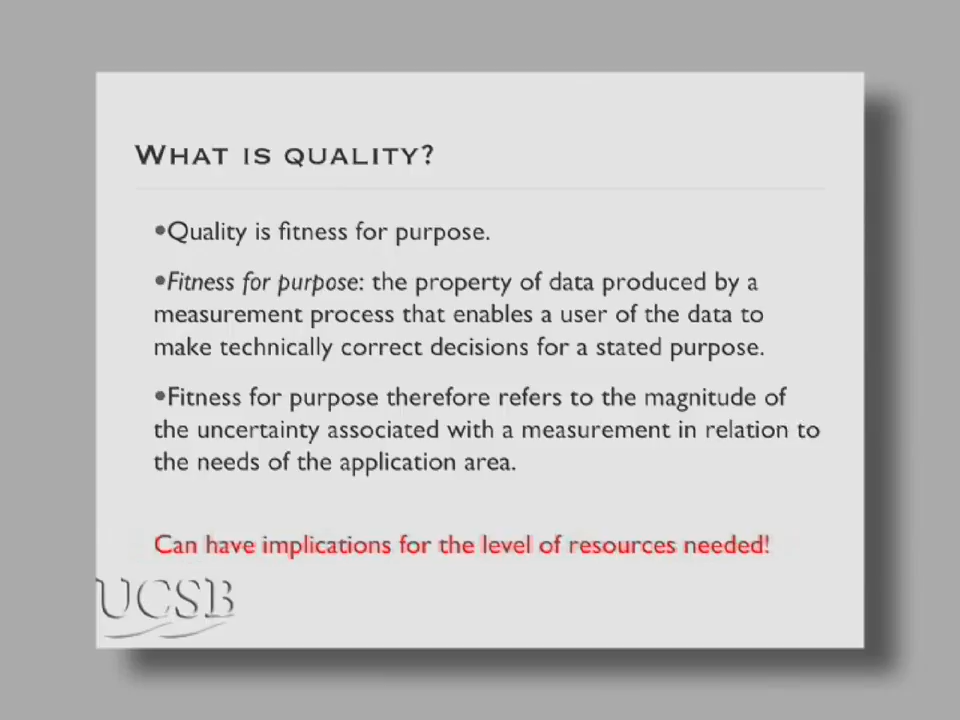 WHAT IS QUALITY?
•Quality is fitness for purpose.
•Fitness for purpose: the property of data produced by a
measurement process that enables a user of the data to
make technically correct decisions for a stated purpose.
•Fitness for purpose therefore refers to the magnitude of
the uncertainty associated with a measurement in relation to
the needs of the application area.
Can have implications for the level of resources needed!
UCSB